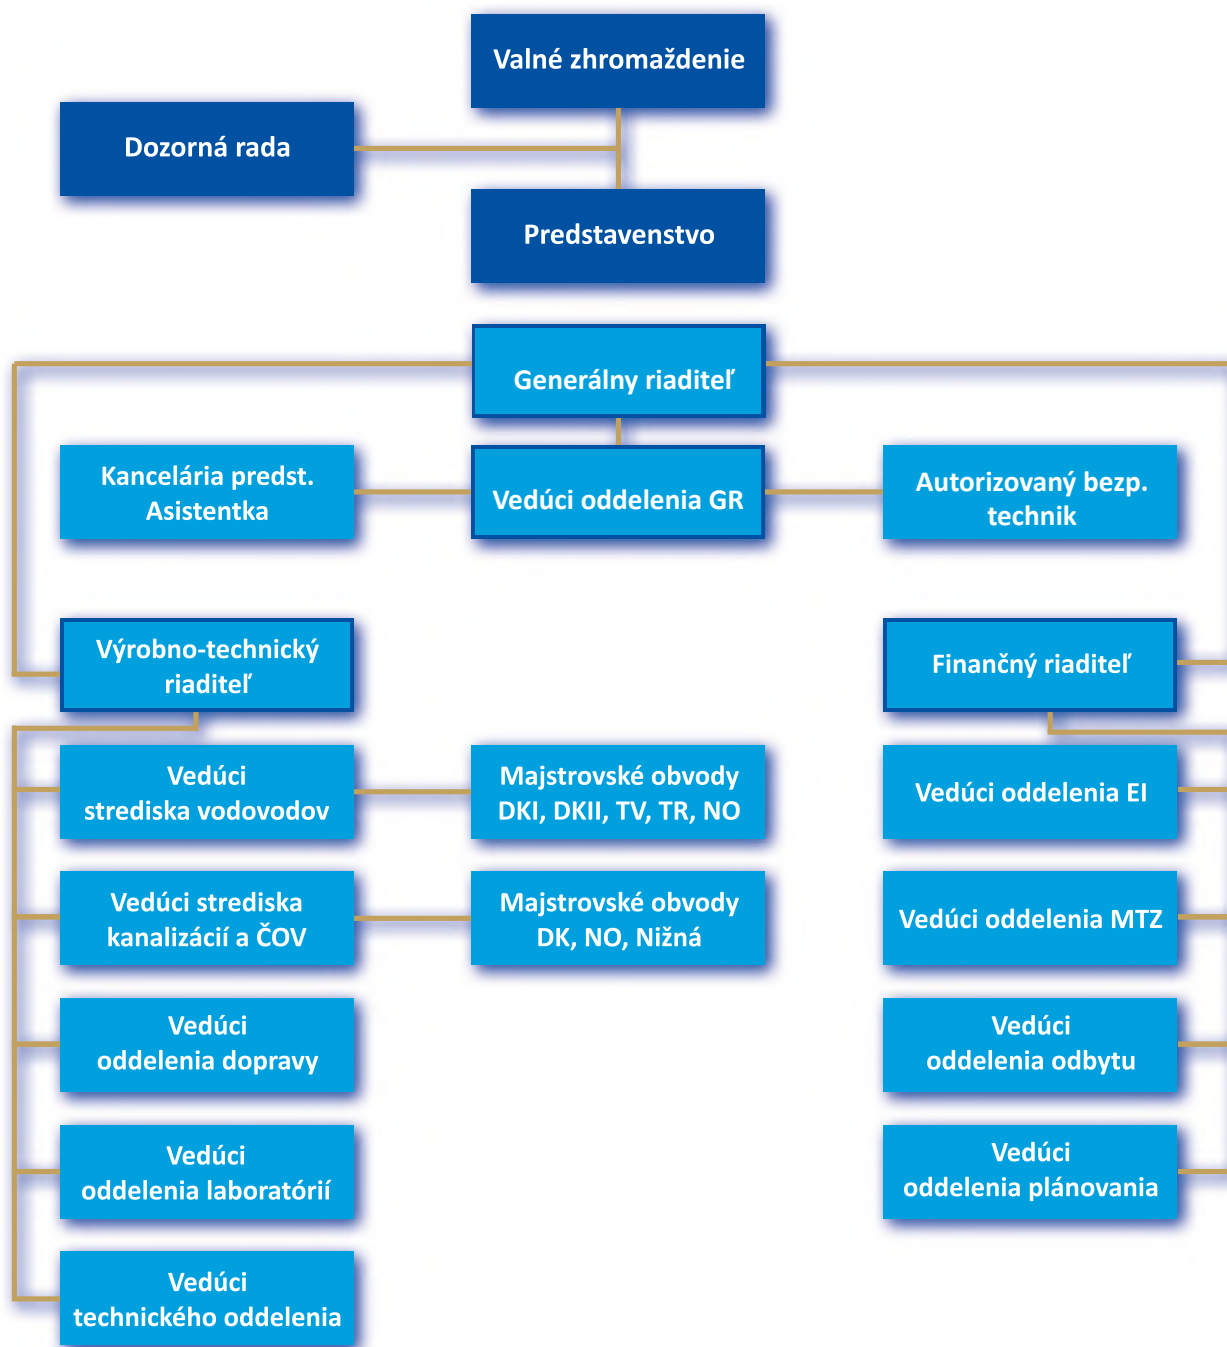 Valné zhromaždenie
Dozorná rada
Predstavenstvo
Generálny riaditeľ
Kancelária predst.
Asistentka
Vedúci oddelenia GR
Autorizovaný bezp.
technik
Výrobno-technický
riaditeľ
Finančný riaditeľ
Vedúci
strediska vodovodov
Majstrovské obvody
DKI, DKII, TV, TR, NO
Vedúci oddelenia EI
Vedúci strediska
kanalizácií a ČOV
Majstrovské obvody
DK, NO, Nižná
Vedúci oddelenia MTZ
Vedúci
oddelenia dopravy
Vedúci
oddelenia odbytu
Vedúci
oddelenia laboratórií
Vedúci
oddelenia plánovania
Vedúci
technického oddelenia